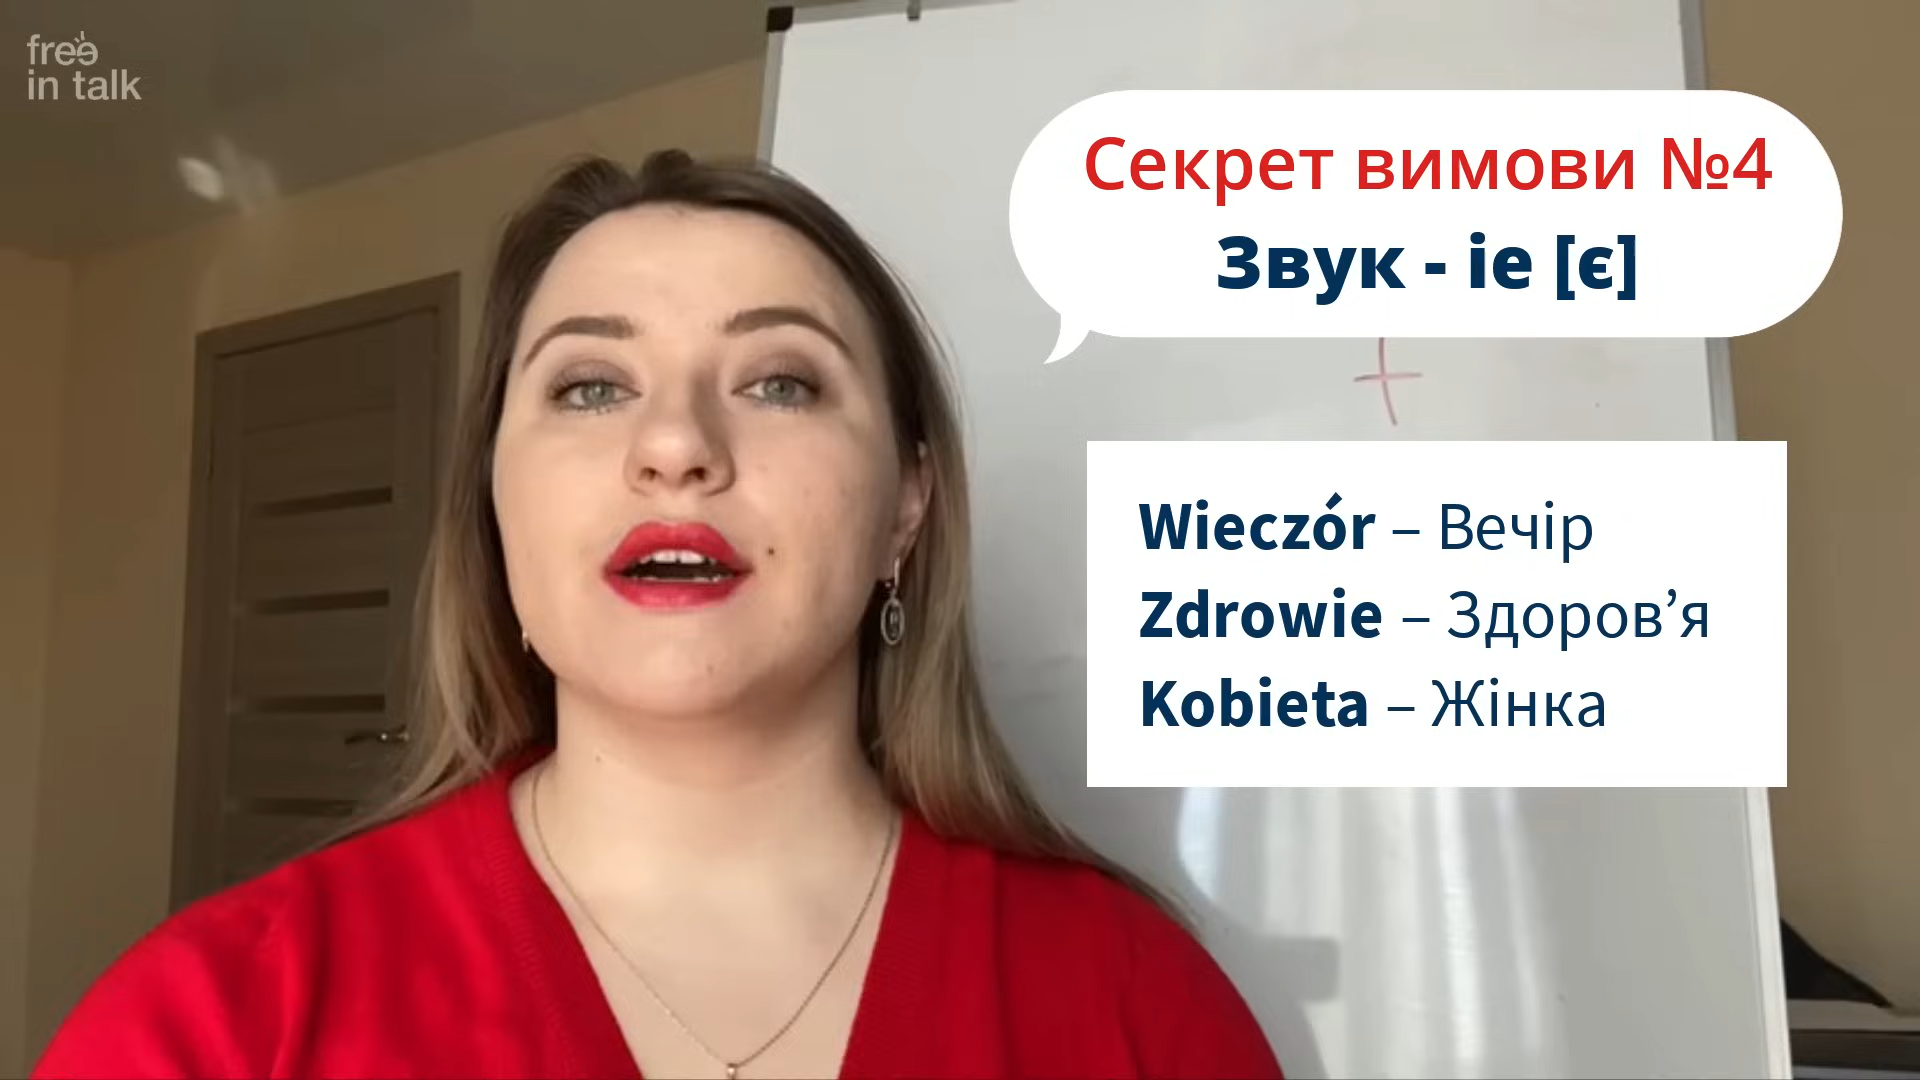 free
in talk
Секрет вимови №4
Звук - ie [є]
Wieczór – Вечір
Zdrowie – Здоров’я
Kobieta – Жінка